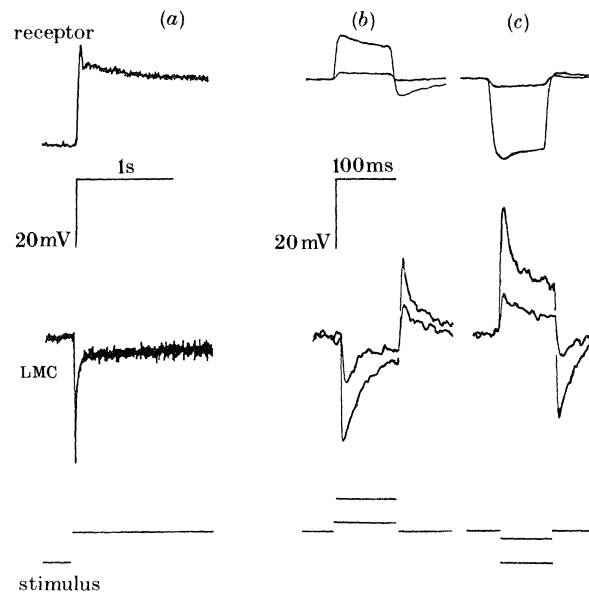 (a)
(b)
(c)
receptor
1s
100ms
20mV
20mV
LMC
stimulus